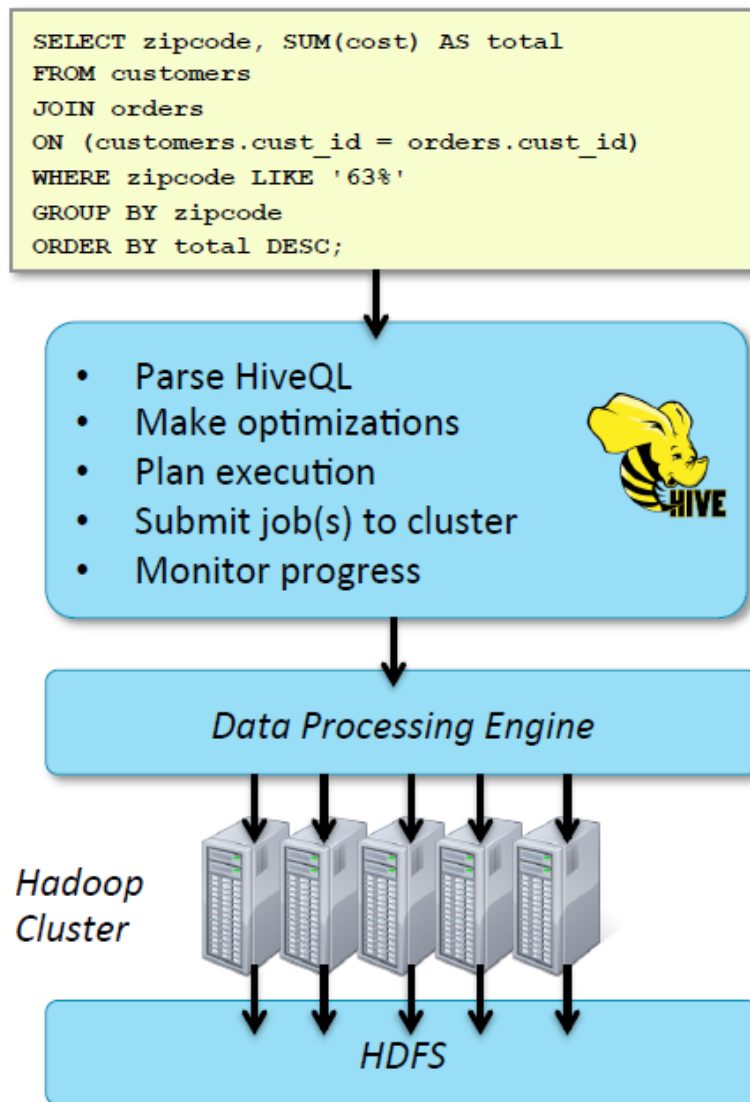 SELECT zipcode, SUM(cost) AS total
FROM customers
JOIN orders
ON (customers.cust_id = orders.cust_id)
WHERE zipcode LIKE '63%'
GROUP BY zipcode
ORDER BY total DESC;
• Parse HiveQL
• Make optimizations
• Plan execution
• Submit job(s) to cluster
• Monitor progress
HIVE
Data Processing Engine
Hadoop
Cluster
HDFS